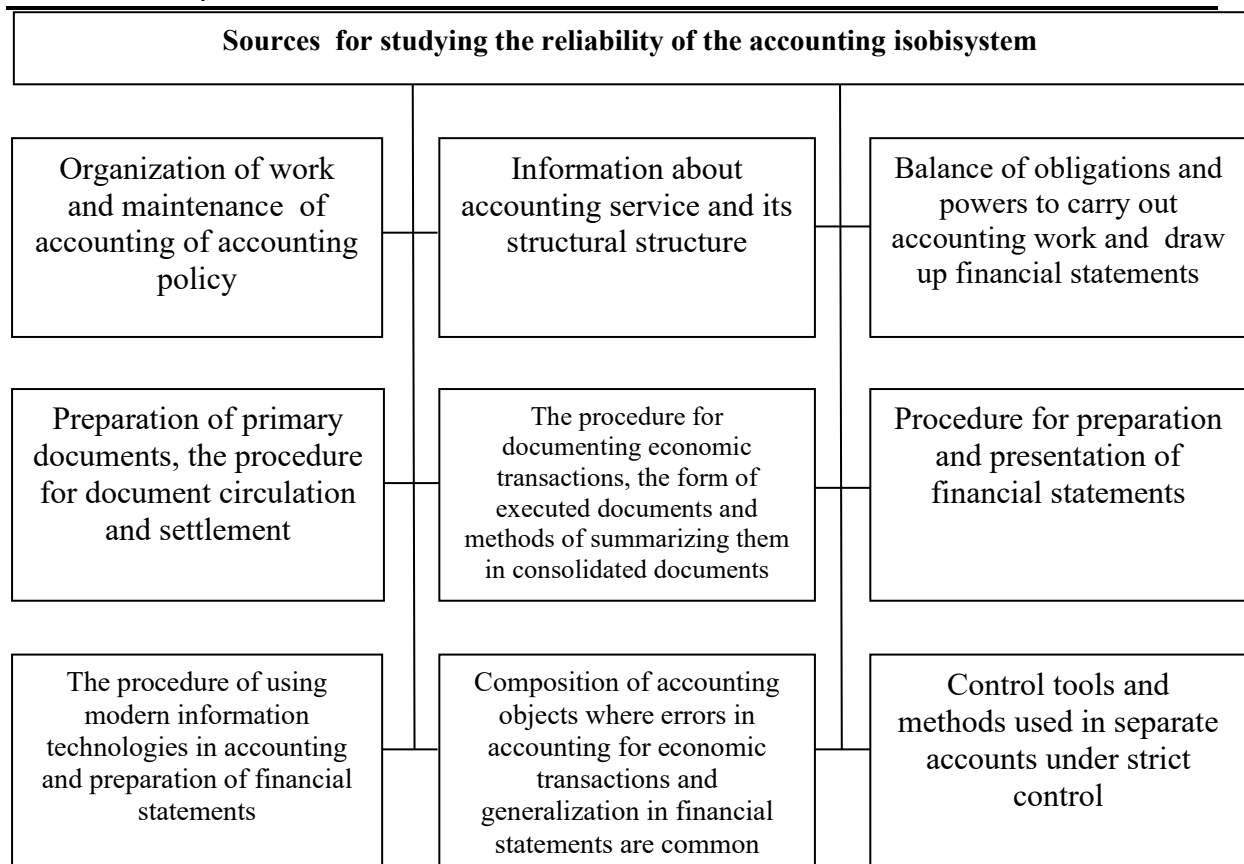 Sources for studying the reliability of the accounting isobisystem
Organization of work
and maintenance of
accounting of accounting
policy
Information about
accounting service and its
structural structure
Balance of obligations and
powers to carry out
accounting work and draw
up financial statements
Preparation of primary
documents, the procedure
for document circulation
and settlement
The procedure for
documenting economic
transactions, the form of
executed documents and
methods of summarizing them
in consolidated documents
Procedure for preparation
and presentation of
financial statements
The procedure of using
modern information
technologies in accounting
and preparation of financial
statements
Composition of accounting
objects where errors in
accounting for economic
transactions and
generalization in financial
statements are common
Control tools and
methods used in separate
accounts under strict
control